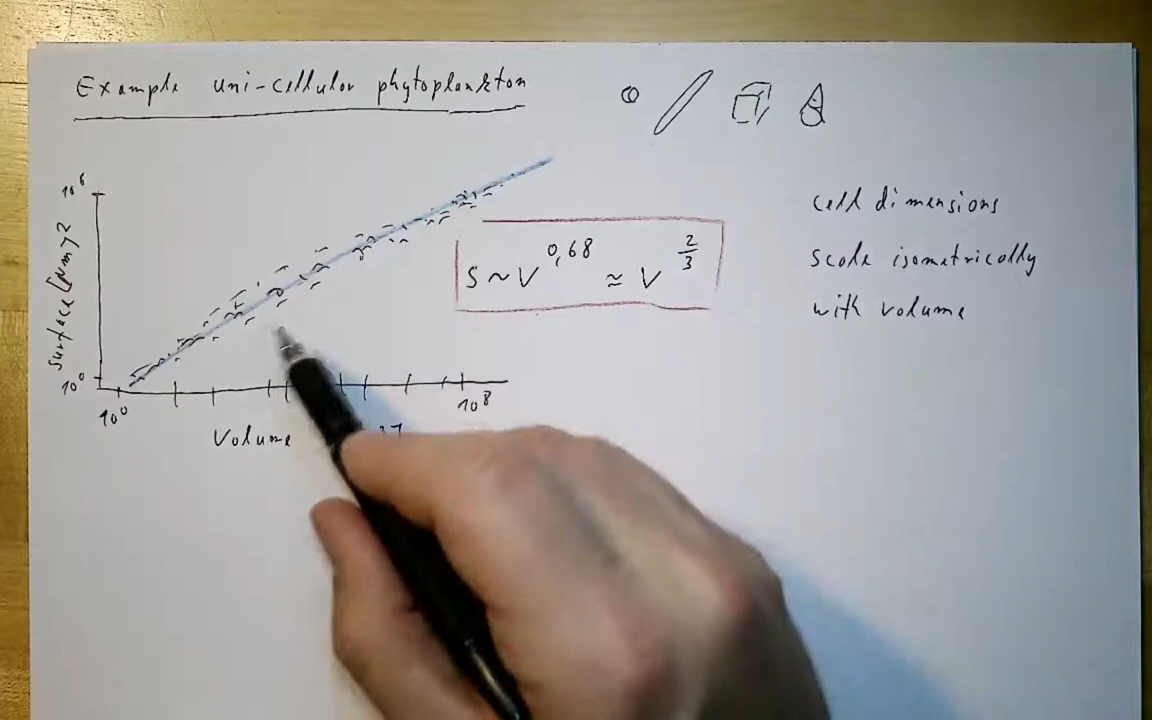 Example uni-cellular phytoplankton
10^6
Surface [μm^2]
10^0
10^0
10^8
Volume
S ~ V^0,68 ≃ V^2/3
cell dimensions
scale isometrically
with volume